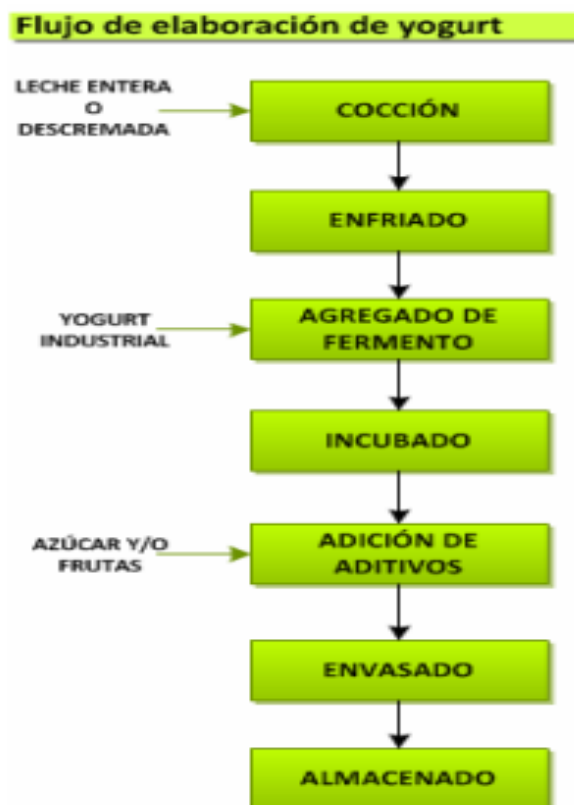 Flujo de elaboración de yogurt
LECHE ENTERA
O
DESCREMADA
COCCIÓN
ENFRIADO
YOGURT
INDUSTRIAL
AGREGADO DE
FERMENTO
INCUBADO
AZÚCAR Y/O
FRUTAS
ADICIÓN DE
ADITIVOS
ENVASADO
ALMACENADO